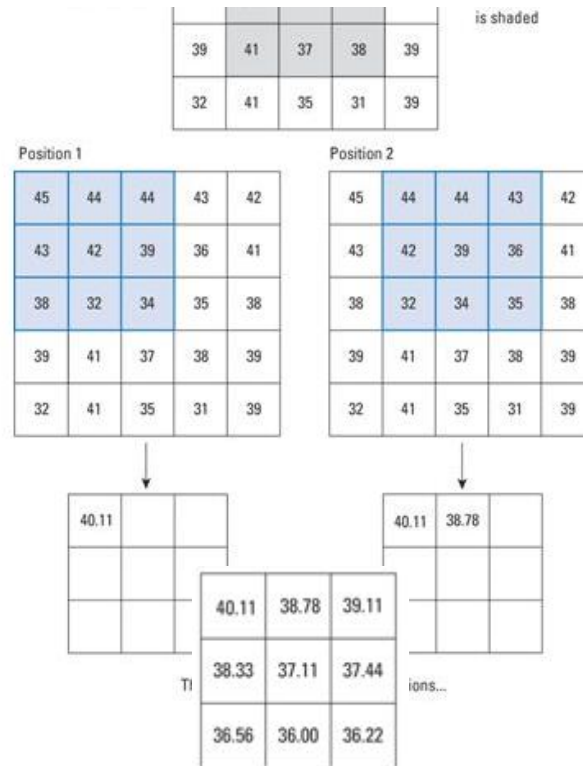 is shaded
39 41 37 38 39
32 41 35 31 39
Position 1
45 44 44 43 42
43 42 39 36 41
38 32 34 35 38
39 41 37 38 39
32 41 35 31 39
Position 2
45 44 44 43 42
43 42 39 36 41
38 32 34 35 38
39 41 37 38 39
32 41 35 31 39
40.11
40.11 38.78
40.11 38.78 39.11
38.33 37.11 37.44
36.56 36.00 36.22